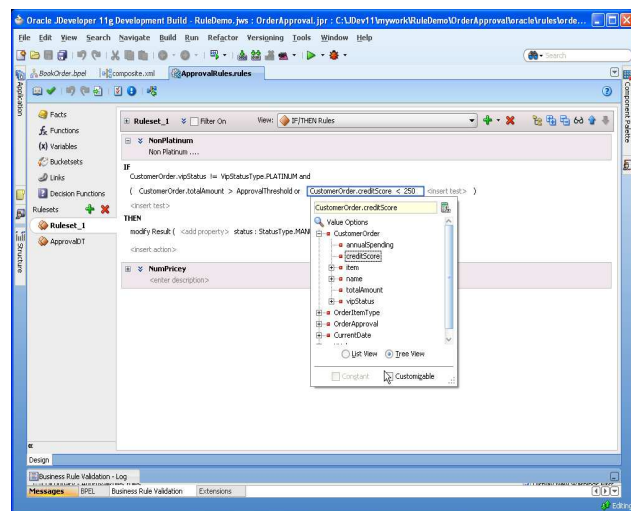 Oracle JDeveloper 11g Development Build - RuleDemo.jws : OrderApproval.jpr : C:\JDev11\mywork\RuleDemo\OrderApproval\oracle\rules\orde...
File Edit View Search Navigate Build Run Refactor Versioning Tools Window Help
Search
BookOrder.bpel composite.xml ApprovalRules.rules
Application
Component Palette
Structure
Facts
Functions
(x) Variables
Bucketsets
Links
Decision Functions
Rulesets
Ruleset_1
ApprovalDT
Ruleset_1 Filter On View: IF/THEN Rules
NonPlatinum
Non Platinum ....
IF
CustomerOrder.vipStatus != VipStatusType.PLATINUM and
( CustomerOrder.totalAmount > ApprovalThreshold or CustomerOrder.creditScore < 250 <insert test> )
<insert test>
THEN
modify Result ( <add property> status : StatusType.MAN
<insert action>
NumPricey
<enter description>
CustomerOrder.creditScore
Value Options
CustomerOrder
annualSpending
creditScore
item
name
totalAmount
vipStatus
OrderItemType
OrderApproval
CurrentDate
List View Tree View
Constant Customizable
Design
Business Rule Validation - Log
Messages BPEL Business Rule Validation Extensions
Editing